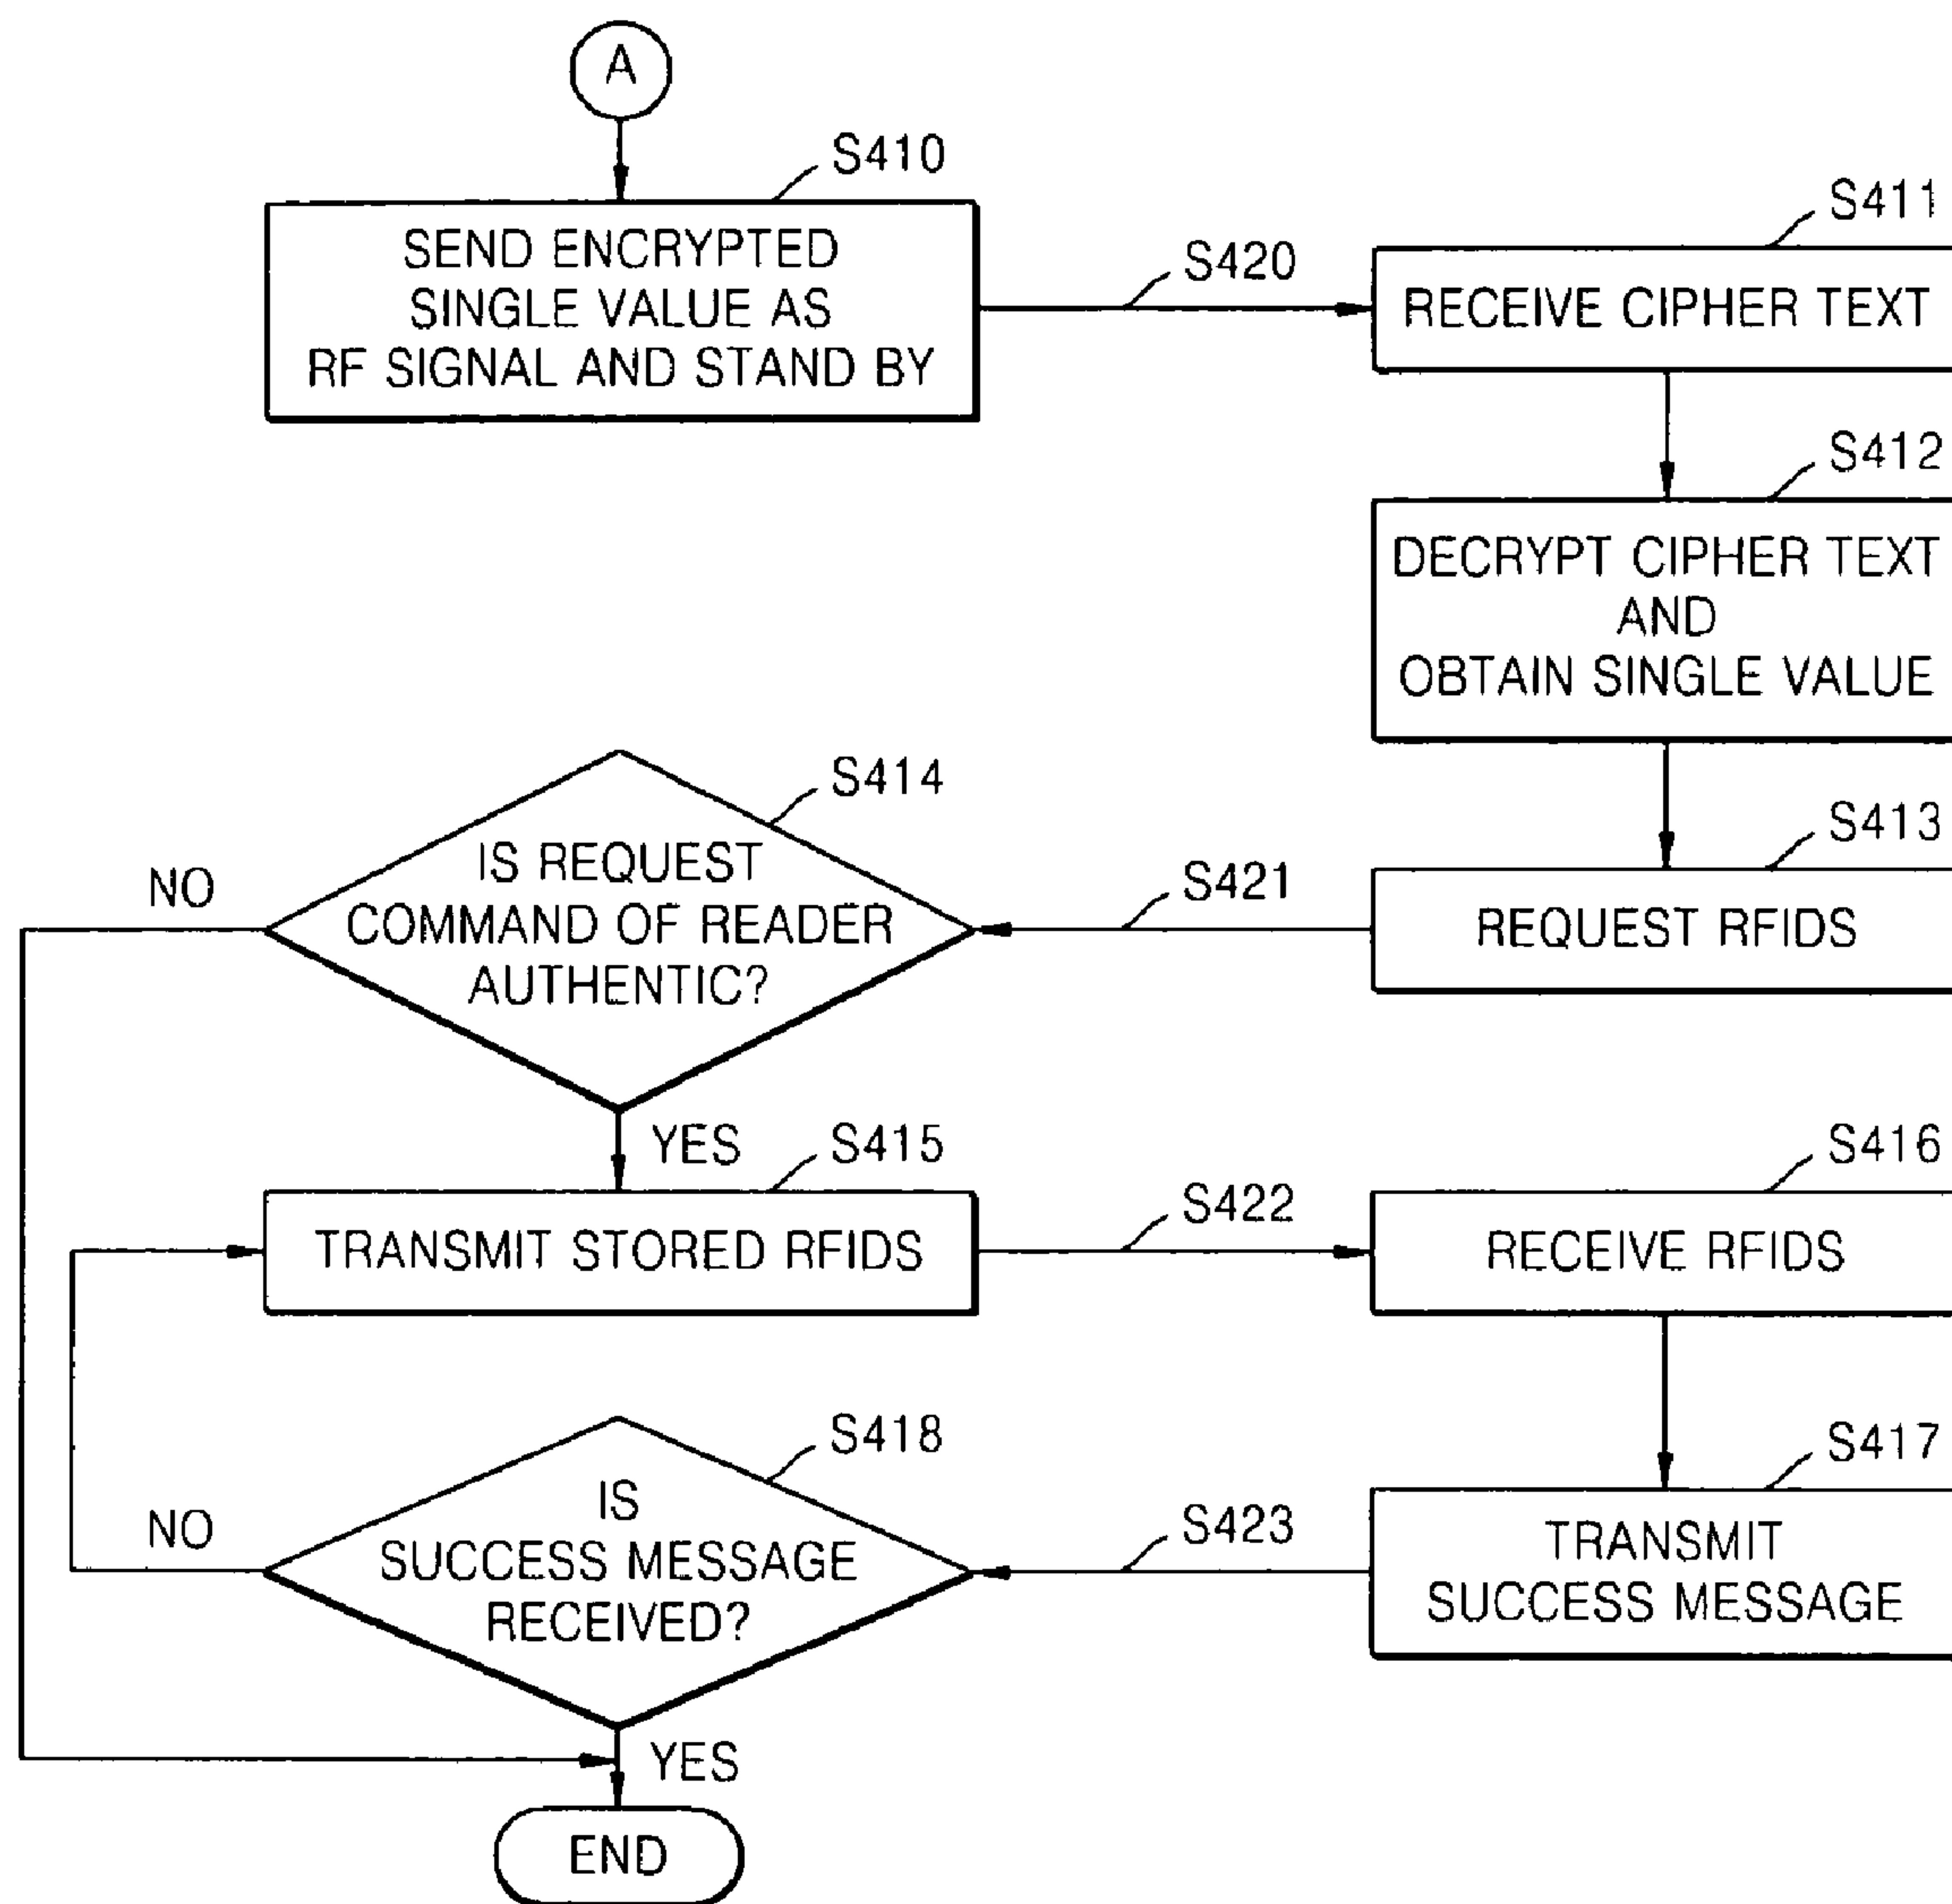 A
S410
SEND ENCRYPTED
SINGLE VALUE AS
RF SIGNAL AND STAND BY
S420
S411
RECEIVE CIPHER TEXT
S412
DECRYPT CIPHER TEXT
AND
OBTAIN SINGLE VALUE
S413
REQUEST RFIDS
S421
S414
IS REQUEST
COMMAND OF READER
AUTHENTIC?
NO
YES
S415
TRANSMIT STORED RFIDS
S422
S416
RECEIVE RFIDS
S417
TRANSMIT
SUCCESS MESSAGE
S423
S418
IS
SUCCESS MESSAGE
RECEIVED?
NO
YES
END